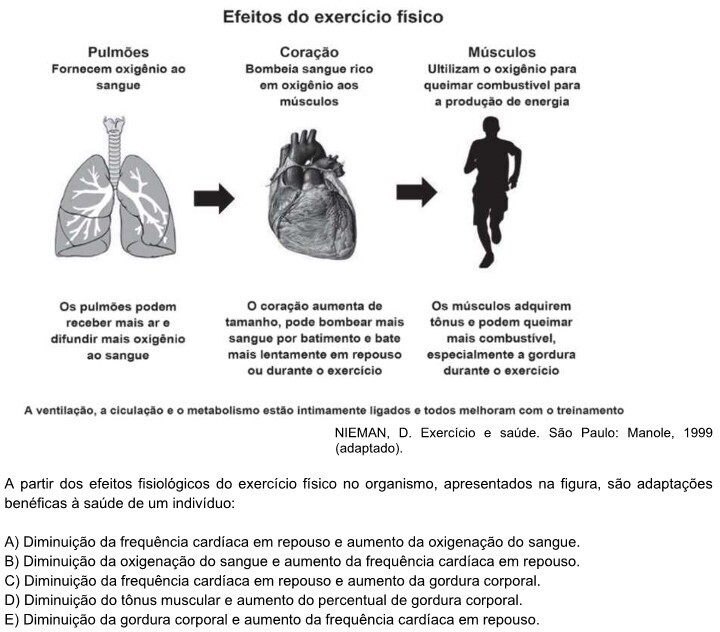 Efeitos do exercício físico
Pulmões
Fornecem oxigênio ao
sangue
Coração
Bombeia sangue rico
em oxigênio aos
músculos
Músculos
Ultilizam o oxigênio para
queimar combustível para
a produção de energia
Os pulmões podem
receber mais ar e
difundir mais oxigênio
ao sangue
O coração aumenta de
tamanho, pode bombear mais
sangue por batimento e bate
mais lentamente em repouso
ou durante o exercício
Os músculos adquirem
tônus e podem queimar
mais combustível,
especialmente a gordura
durante o exercício
A ventilação, a ciculação e o metabolismo estão intimamente ligados e todos melhoram com o treinamento
NIEMAN, D. Exercício e saúde. São Paulo: Manole, 1999
(adaptado).
A partir dos efeitos fisiológicos do exercício físico no organismo, apresentados na figura, são adaptações
benéficas à saúde de um indivíduo:
A) Diminuição da frequência cardíaca em repouso e aumento da oxigenação do sangue.
B) Diminuição da oxigenação do sangue e aumento da frequência cardíaca em repouso.
C) Diminuição da frequência cardíaca em repouso e aumento da gordura corporal.
D) Diminuição do tônus muscular e aumento do percentual de gordura corporal.
E) Diminuição da gordura corporal e aumento da frequência cardíaca em repouso.